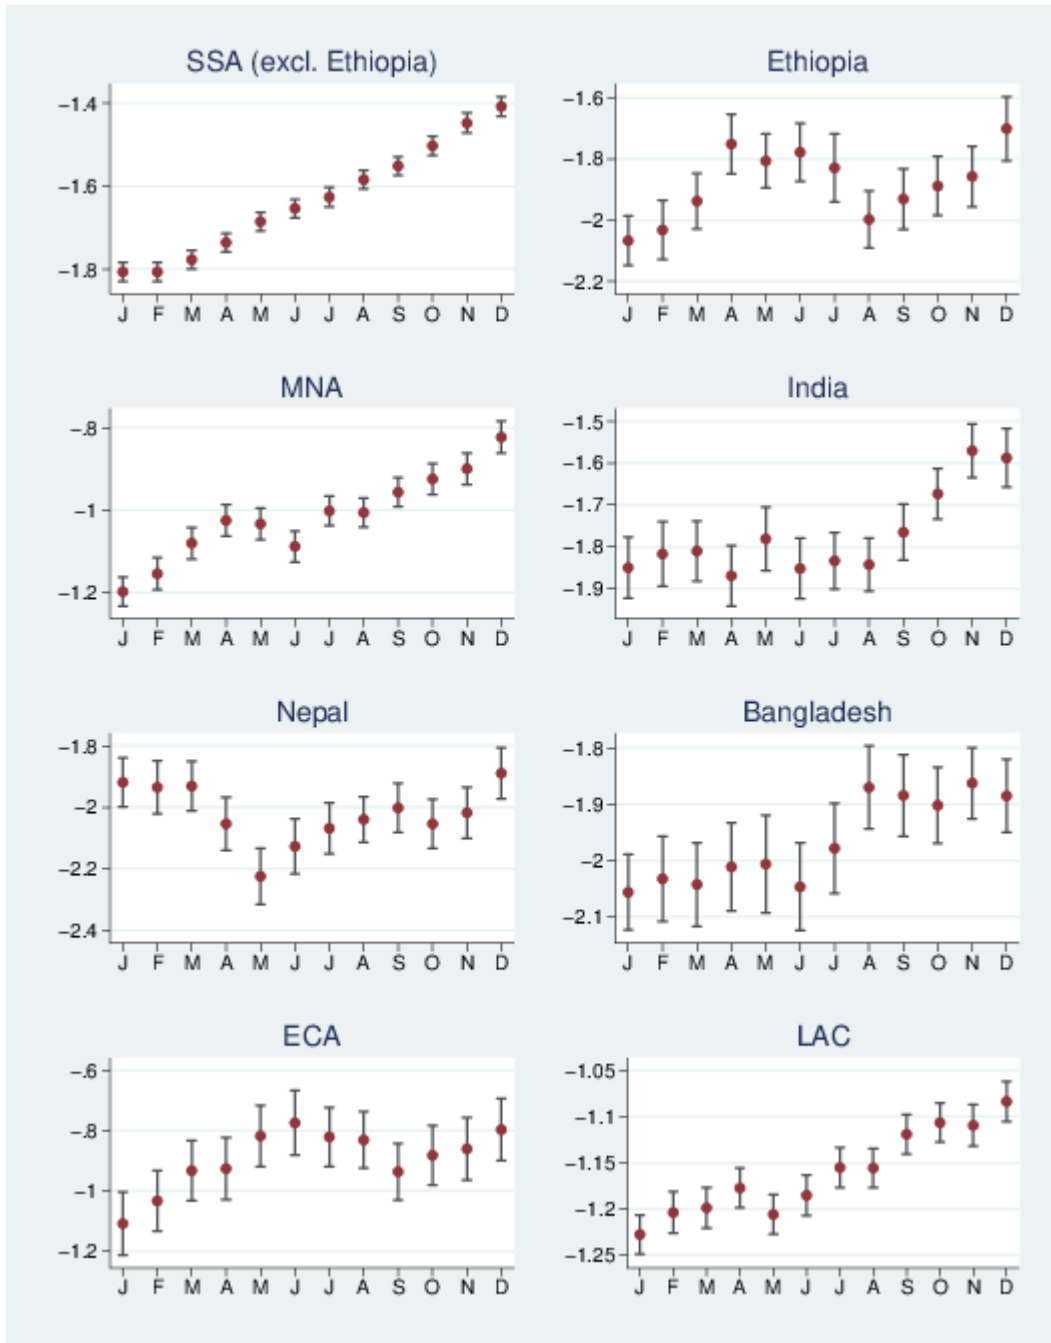 SSA (excl. Ethiopia)
−1.4
−1.6
−1.8
J F M A M J J A S O N D
Ethiopia
−1.6
−1.8
−2
−2.2
J F M A M J J A S O N D
MNA
−.8
−1
−1.2
J F M A M J J A S O N D
India
−1.5
−1.6
−1.7
−1.8
−1.9
J F M A M J J A S O N D
Nepal
−1.8
−2
−2.2
−2.4
J F M A M J J A S O N D
Bangladesh
−1.8
−1.9
−2
−2.1
J F M A M J J A S O N D
ECA
−.6
−.8
−1
−1.2
J F M A M J J A S O N D
LAC
−1.05
−1.1
−1.15
−1.2
−1.25
J F M A M J J A S O N D